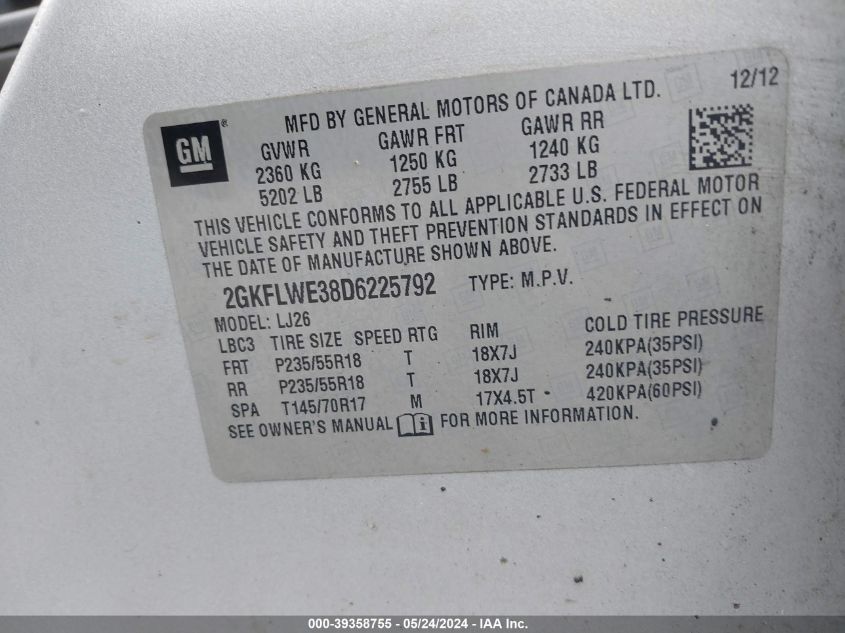 12/12
MFD BY GENERAL MOTORS OF CANADA LTD.
GM®
GVWR GAWR FRT GAWR RR
2360 KG 1250 KG 1240 KG
5202 LB 2755 LB 2733 LB
THIS VEHICLE CONFORMS TO ALL APPLICABLE U.S. FEDERAL MOTOR
VEHICLE SAFETY AND THEFT PREVENTION STANDARDS IN EFFECT ON
THE DATE OF MANUFACTURE SHOWN ABOVE.
2GKFLWE38D6225792 TYPE: M.P.V.
MODEL: LJ26
LBC3 TIRE SIZE SPEED RTG RIM COLD TIRE PRESSURE
FRT P235/55R18 T 18X7J 240KPA(35PSI)
RR P235/55R18 T 18X7J 240KPA(35PSI)
SPA T145/70R17 M 17X4.5T 420KPA(60PSI)
SEE OWNER'S MANUAL i FOR MORE INFORMATION.
000-39358755 - 05/24/2024 - IAA Inc.